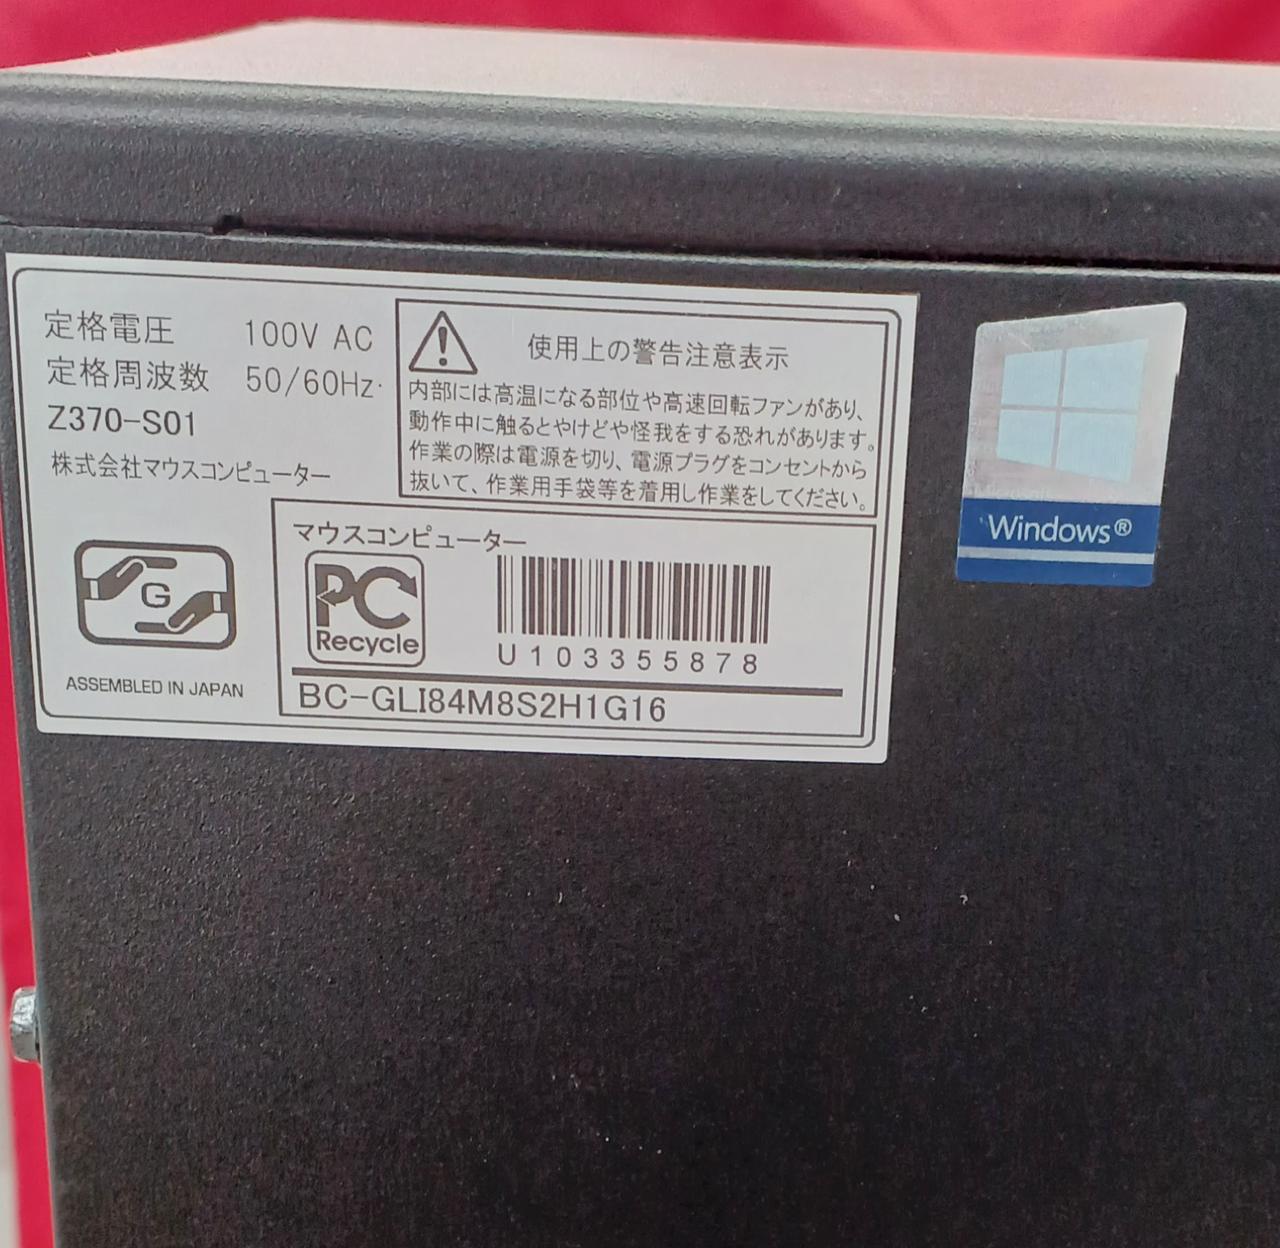 定格電圧 100V AC
定格周波数 50/60Hz
Z370-S01
株式会社マウスコンピューター
使用上の警告注意表示
内部には高温になる部位や高速回転ファンがあり、
動作中に触るとやけどや怪我をする恐れがあります。
作業の際は電源を切り、電源プラグをコンセントから
抜いて、作業用手袋等を着用し作業をしてください。
G
ASSEMBLED IN JAPAN
マウスコンピューター
PC
Recycle
U103355878
BC-GLI84M8S2H1G16
Windows®